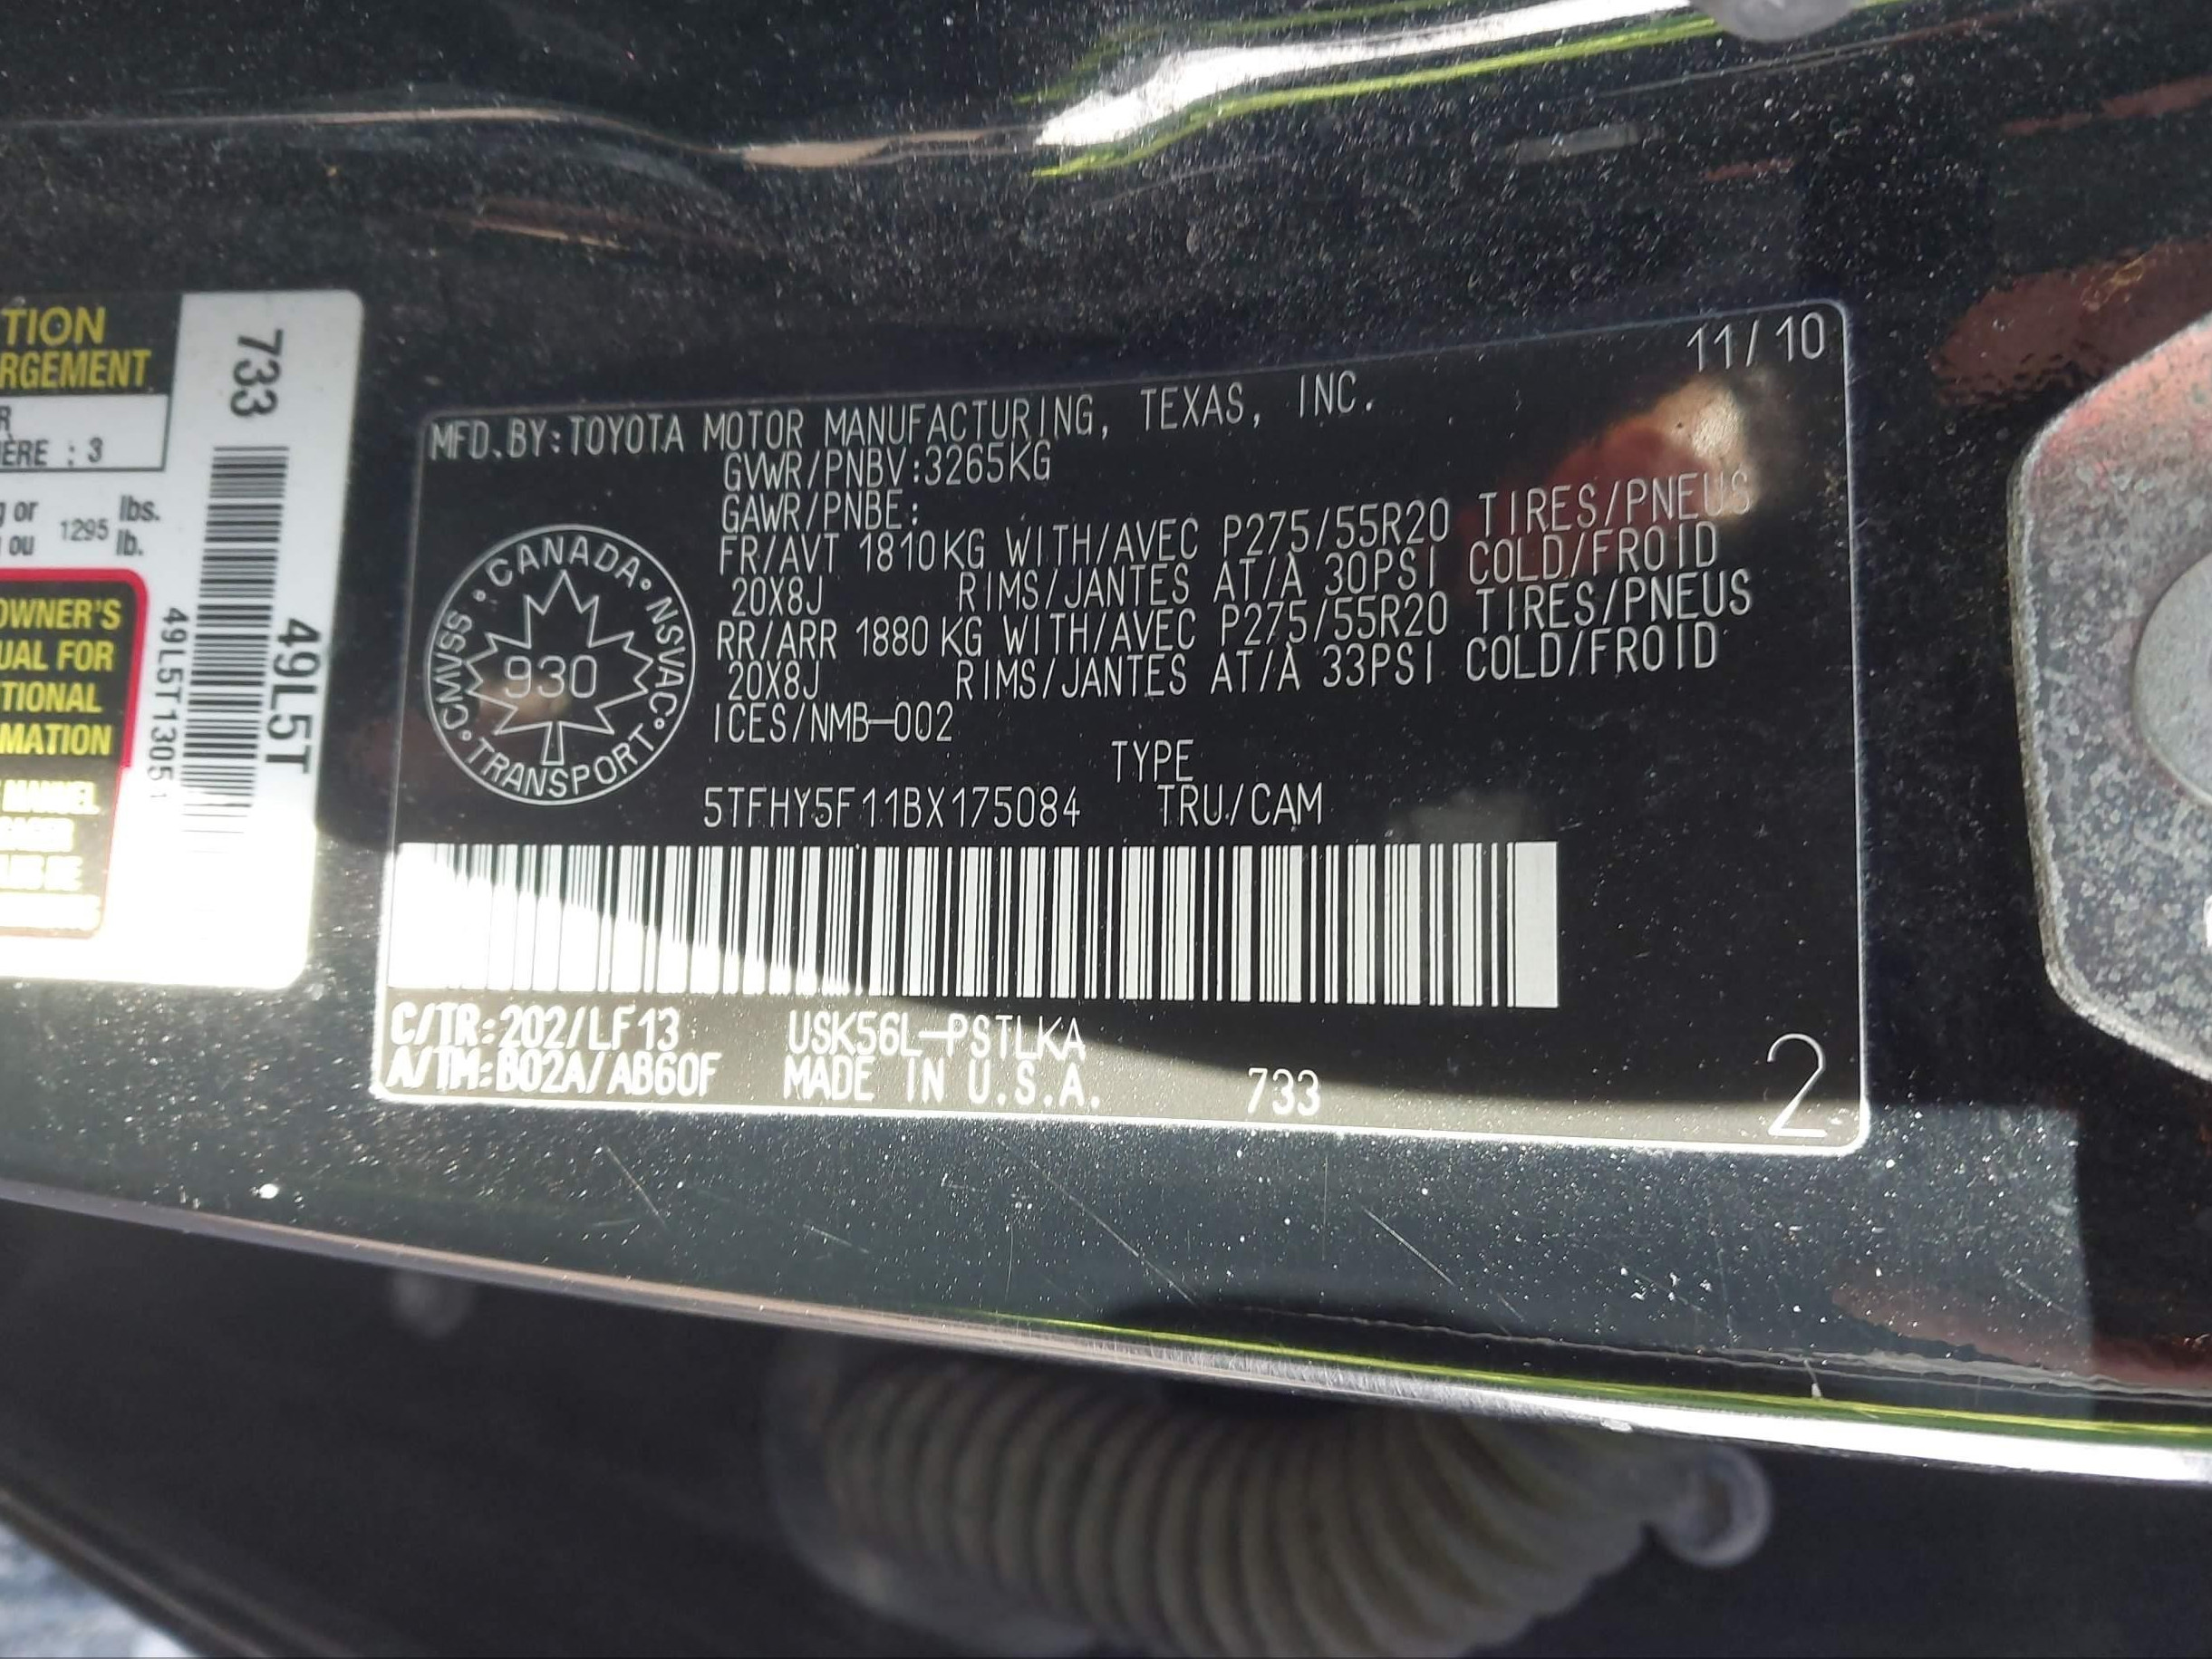 TION
RGEMENT
R
ÈRE : 3
g or 1295 lbs.
ou lb.
OWNER'S
UAL FOR
TIONAL
MATION
733
49L5T
49L5T1305
11/10
MFD.BY:TOYOTA MOTOR MANUFACTURING, TEXAS, INC.
GVWR/PNBV:3265KG
GAWR/PNBE:
FR/AVT 1810KG WITH/AVEC P275/55R20 TIRES/PNEUS
20X8J RIMS/JANTES AT/A 30PSI COLD/FROID
RR/ARR 1880KG WITH/AVEC P275/55R20 TIRES/PNEUS
20X8J RIMS/JANTES AT/A 33PSI COLD/FROID
ICES/NMB-002
CANADA
CMVSS NSVAC
930
TRANSPORT
TYPE
5TFHY5F11BX175084 TRU/CAM
C/TR:202/LF13 USK56L-PSTLKA
A/TM:B02A/AB60F MADE IN U.S.A. 733
2